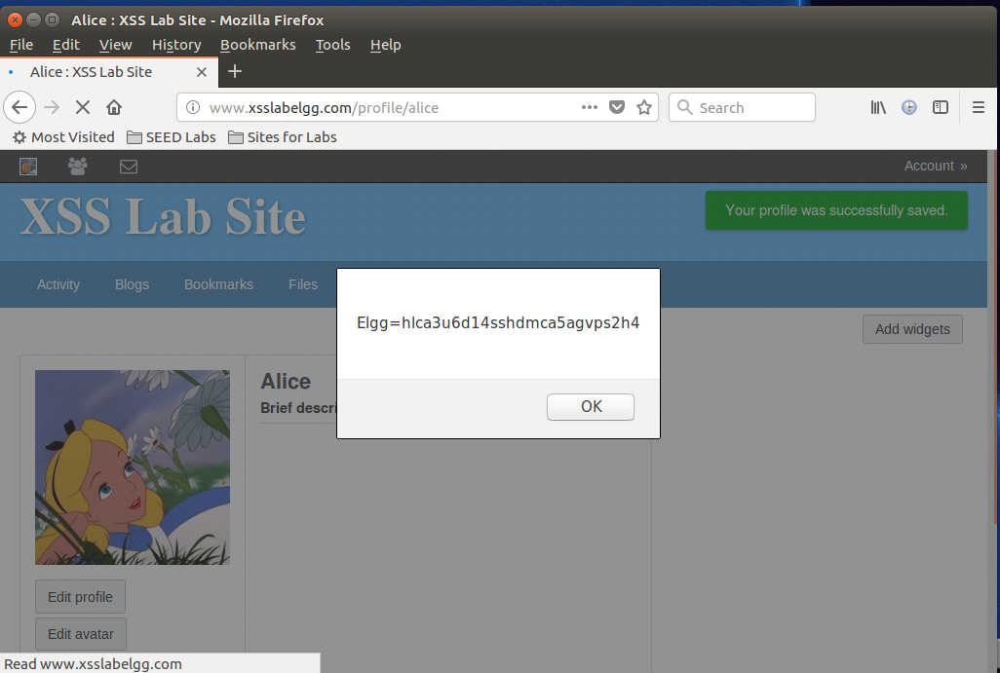 Alice : XSS Lab Site - Mozilla Firefox
File Edit View History Bookmarks Tools Help
Alice : XSS Lab Site
www.xsslabelgg.com/profile/alice
Search
Most Visited SEED Labs Sites for Labs
Account »
XSS Lab Site
Your profile was successfully saved.
Activity Blogs Bookmarks Files
Elgg=hlca3u6d14sshdmca5agvps2h4
OK
Add widgets
Alice
Brief descri
Edit profile
Edit avatar
Read www.xsslabelgg.com